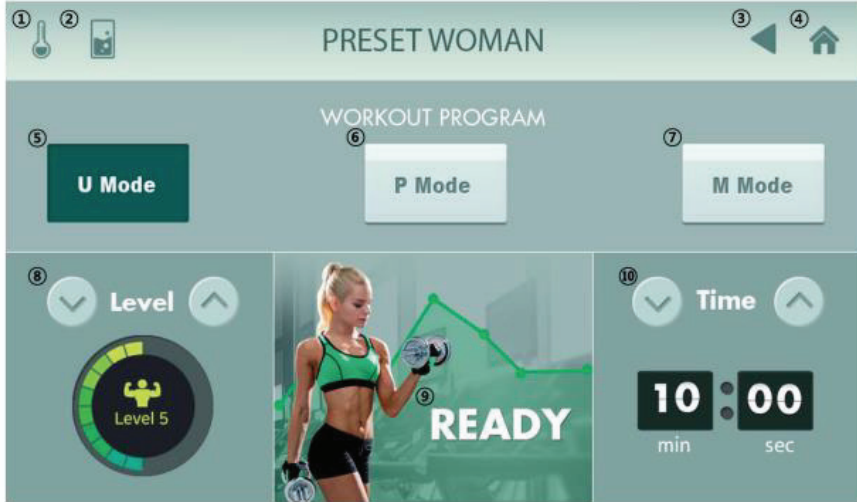 ① ② PRESET WOMAN ③ ④
WORKOUT PROGRAM
⑤ ⑥ ⑦
U Mode P Mode M Mode
⑧ ⑩
Level Time
Level 5
⑨
READY
10:00
min sec